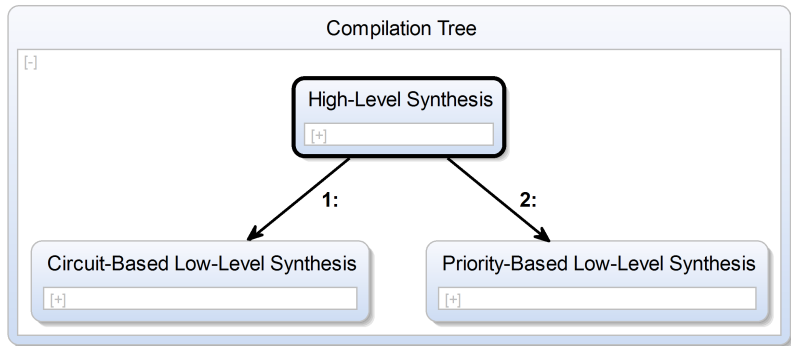 Compilation Tree
[-]
High-Level Synthesis
[+]
1:
2:
Circuit-Based Low-Level Synthesis
[+]
Priority-Based Low-Level Synthesis
[+]